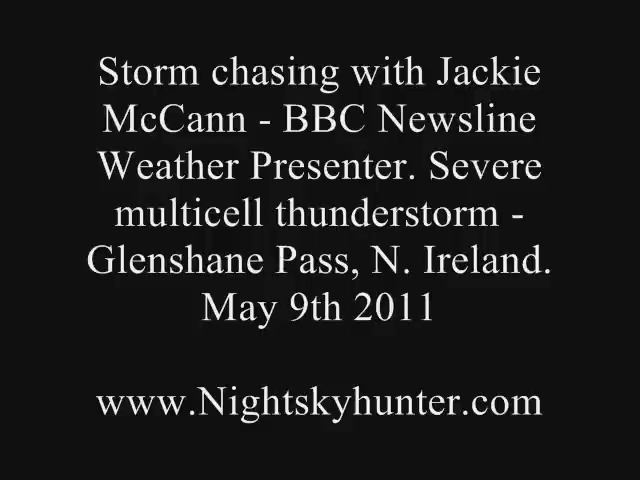 Storm chasing with Jackie
McCann - BBC Newsline
Weather Presenter. Severe
multicell thunderstorm -
Glenshane Pass, N. Ireland.
May 9th 2011
www.Nightskyhunter.com